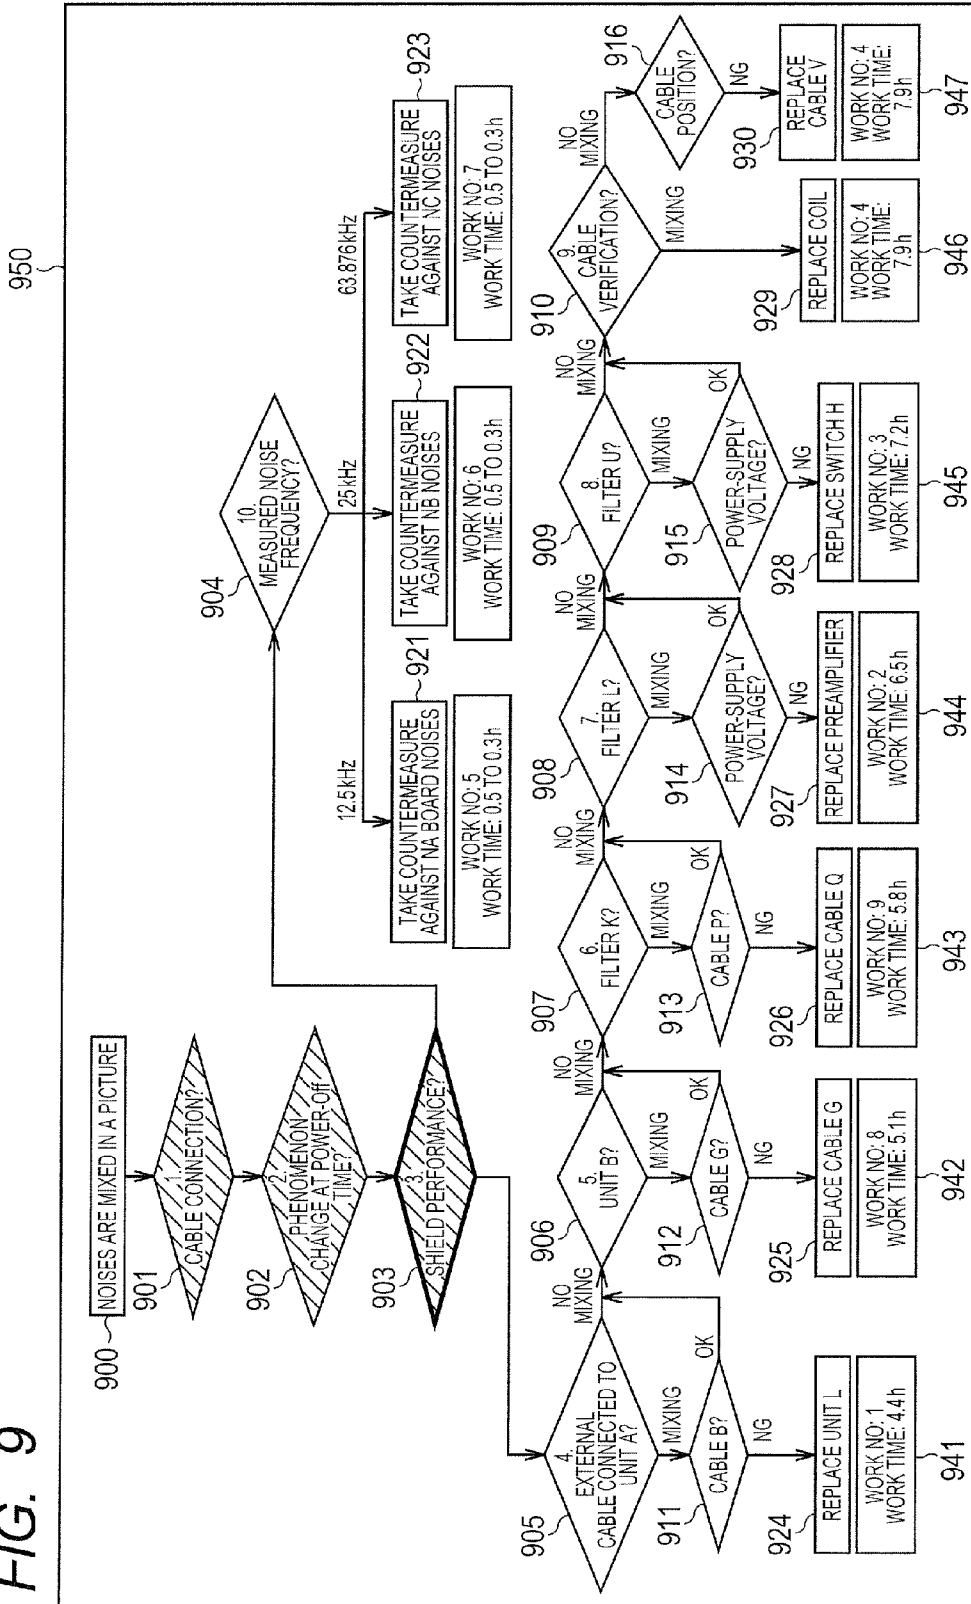 FIG. 9
950
900
NOISES ARE MIXED IN A PICTURE
901
1.
CABLE CONNECTION?
902
2.
PHENOMENON
CHANGE AT POWER-off
TIME?
903
3.
SHIELD PERFORMANCE?
904
10.
MEASURED NOISE
FREQUENCY?
12.5kHz
25kHz
63.876kHz
921
TAKE COUNTERMEASURE
AGAINST NA BOARD NOISES
WORK NO: 5
WORK TIME: 0.5 TO 0.3h
922
TAKE COUNTERMEASURE
AGAINST NB NOISES
WORK NO: 6
WORK TIME: 0.5 TO 0.3h
923
TAKE COUNTERMEASURE
AGAINST NC NOISES
WORK NO: 7
WORK TIME: 0.5 TO 0.3h
905
4.
EXTERNAL
CABLE CONNECTED TO
UNIT A?
NO
MIXING
MIXING
911
CABLE B?
OK
NG
924
REPLACE UNIT L
WORK NO: 1
WORK TIME: 4.4h
941
906
5.
UNIT B?
NO
MIXING
MIXING
912
CABLE G?
OK
NG
925
REPLACE CABLE G
WORK NO: 8
WORK TIME: 5.1h
942
907
6.
FILTER K?
NO
MIXING
MIXING
913
CABLE P?
OK
NG
926
REPLACE CABLE Q
WORK NO: 9
WORK TIME: 5.8h
943
908
7.
FILTER L?
NO
MIXING
MIXING
914
POWER-SUPPLY
VOLTAGE?
OK
NG
927
REPLACE PREAMPLIFIER
WORK NO: 2
WORK TIME: 6.5h
944
909
8.
FILTER U?
NO
MIXING
MIXING
915
POWER-SUPPLY
VOLTAGE?
OK
NG
928
REPLACE SWITCH H
WORK NO: 3
WORK TIME: 7.2h
945
910
9.
CABLE
VERIFICATION?
NO
MIXING
MIXING
929
REPLACE COIL
WORK NO: 4
WORK TIME:
7.9h
946
916
CABLE
POSITION?
NG
930
REPLACE
CABLE V
WORK NO: 4
WORK TIME:
7.9h
947